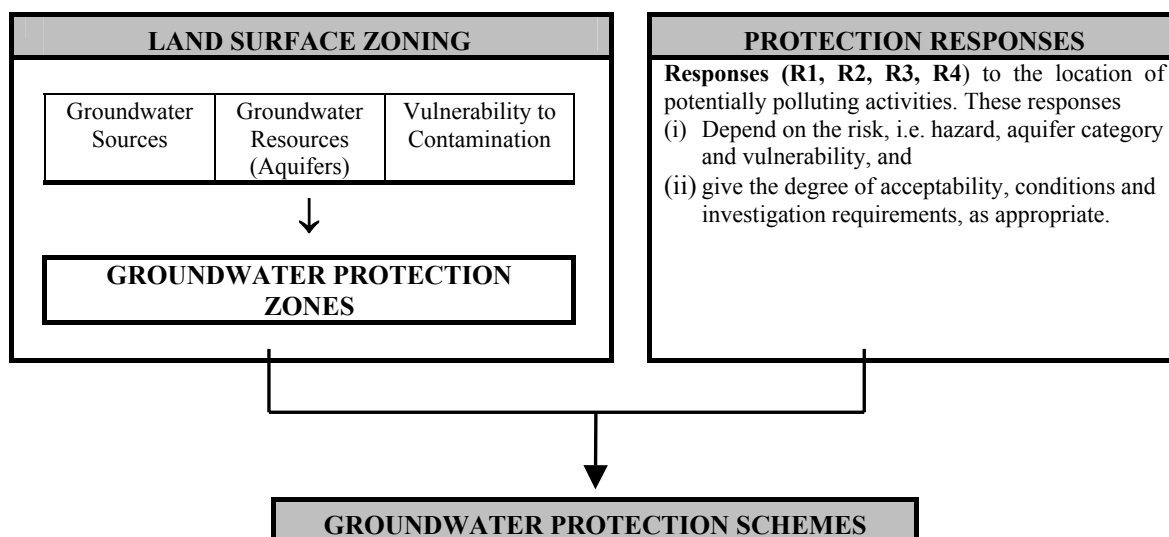 LAND SURFACE ZONING
Groundwater
Sources
Groundwater
Resources
(Aquifers)
Vulnerability to
Contamination
GROUNDWATER PROTECTION
ZONES
PROTECTION RESPONSES
Responses (R1, R2, R3, R4) to the location of
potentially polluting activities. These responses
(i) Depend on the risk, i.e. hazard, aquifer category
and vulnerability, and
(ii) give the degree of acceptability, conditions and
investigation requirements, as appropriate.
GROUNDWATER PROTECTION SCHEMES